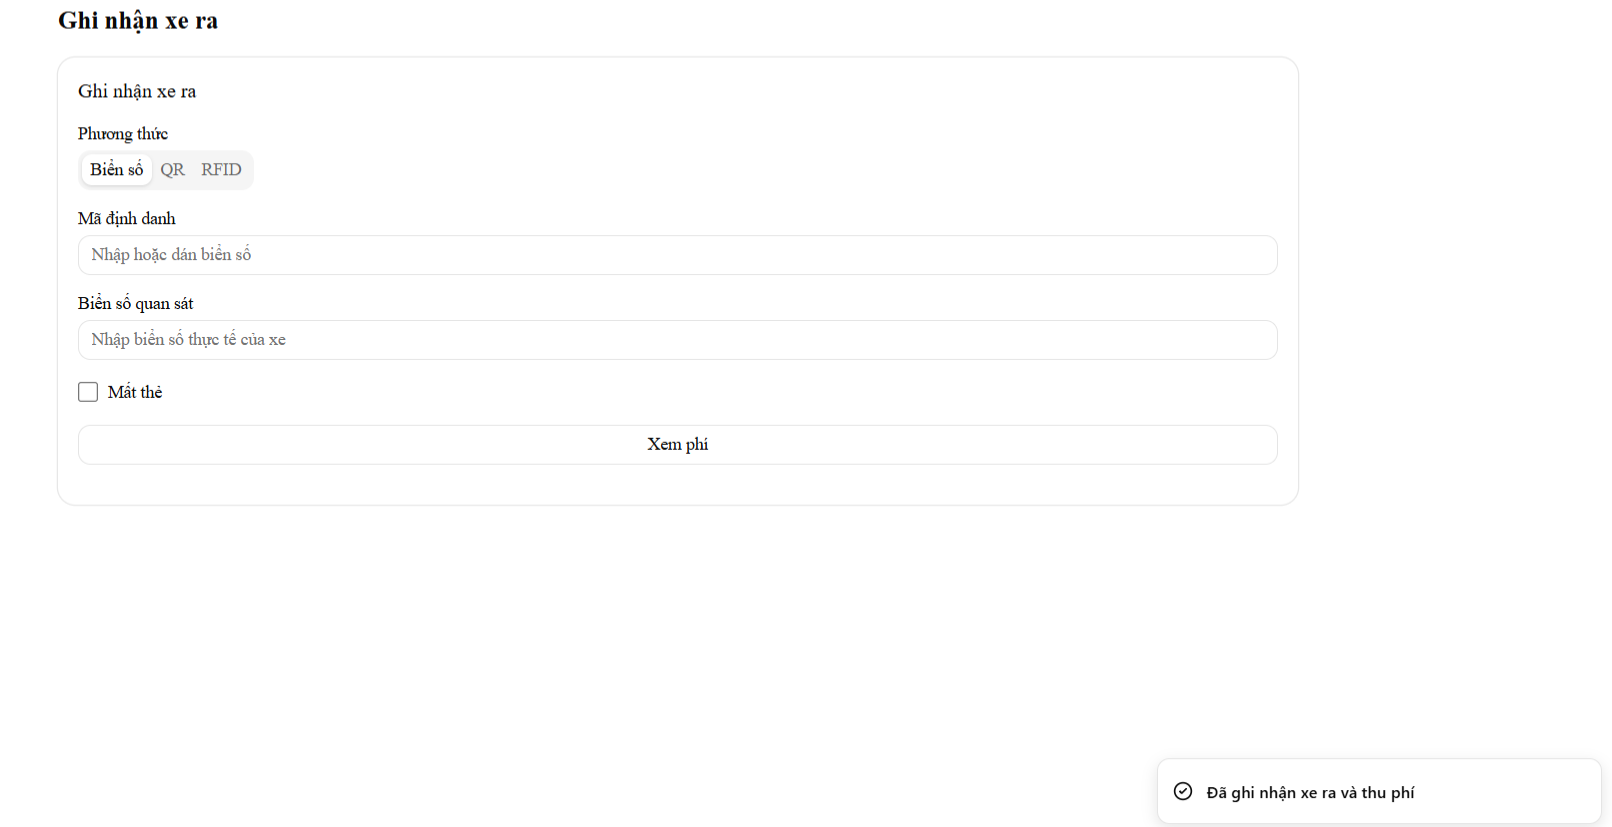 Ghi nhận xe ra
Ghi nhận xe ra
Phương thức
Biển số QR RFID
Mã định danh
Nhập hoặc dán biển số
Biển số quan sát
Nhập biển số thực tế của xe
Mất thẻ
Xem phí
Đã ghi nhận xe ra và thu phí